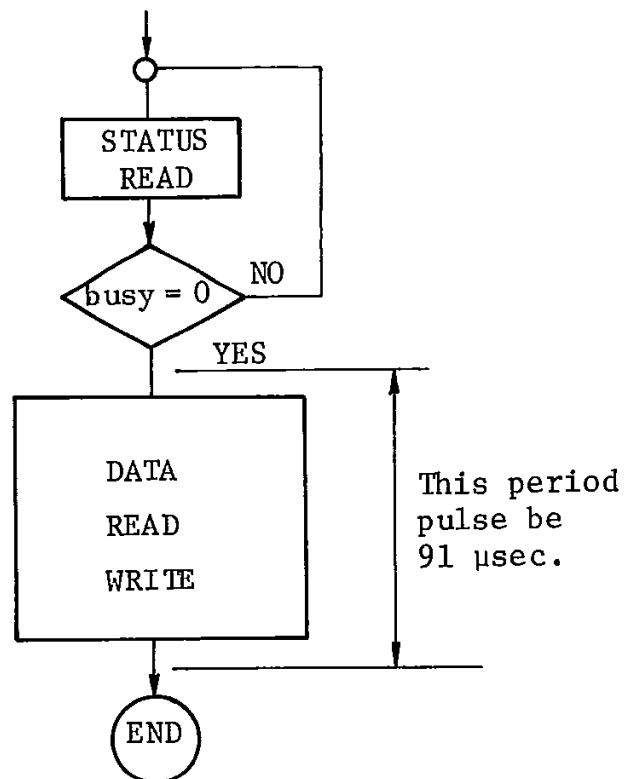 STATUS
READ
busy = 0
NO
YES
DATA
READ
WRITE
This period
pulse be
91 μsec.
END